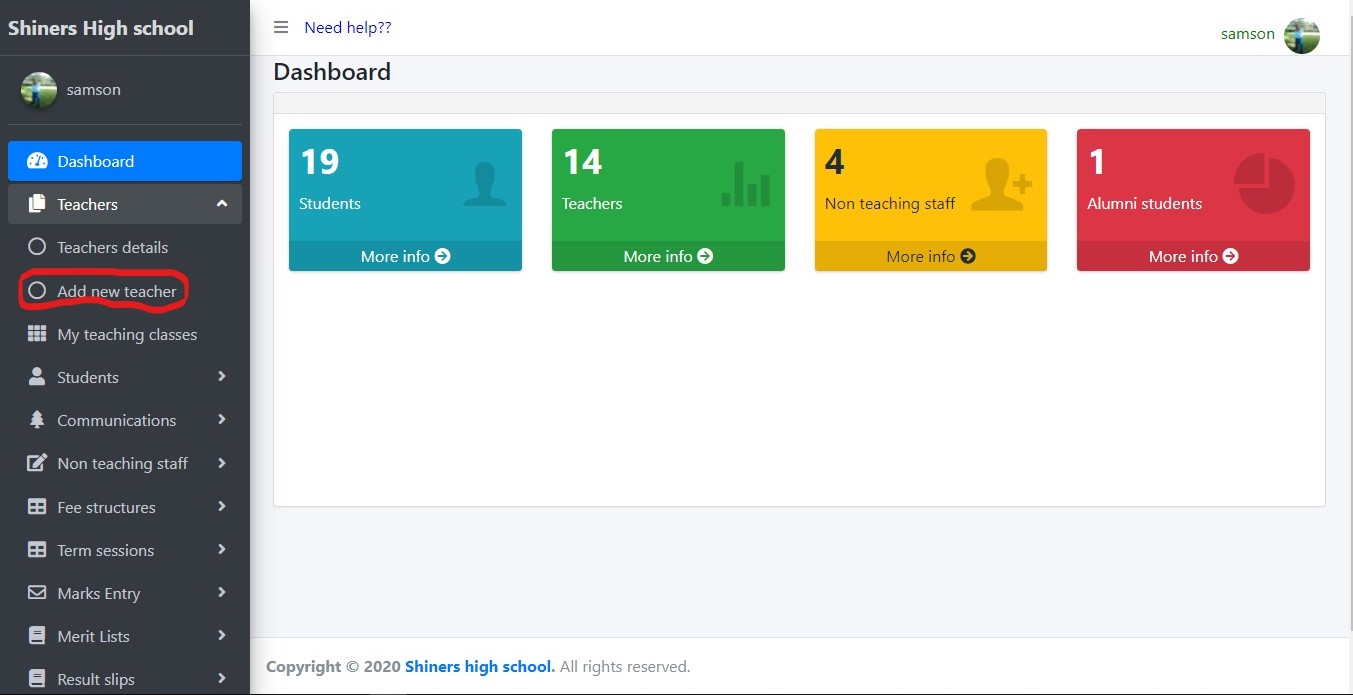 Shiners High school
samson
Dashboard
Teachers
Teachers details
Add new teacher
My teaching classes
Students
Communications
Non teaching staff
Fee structures
Term sessions
Marks Entry
Merit Lists
Result slips
Need help??
samson
Dashboard
19
Students
More info
14
Teachers
More info
4
Non teaching staff
More info
1
Alumni students
More info
Copyright © 2020 Shiners high school. All rights reserved.